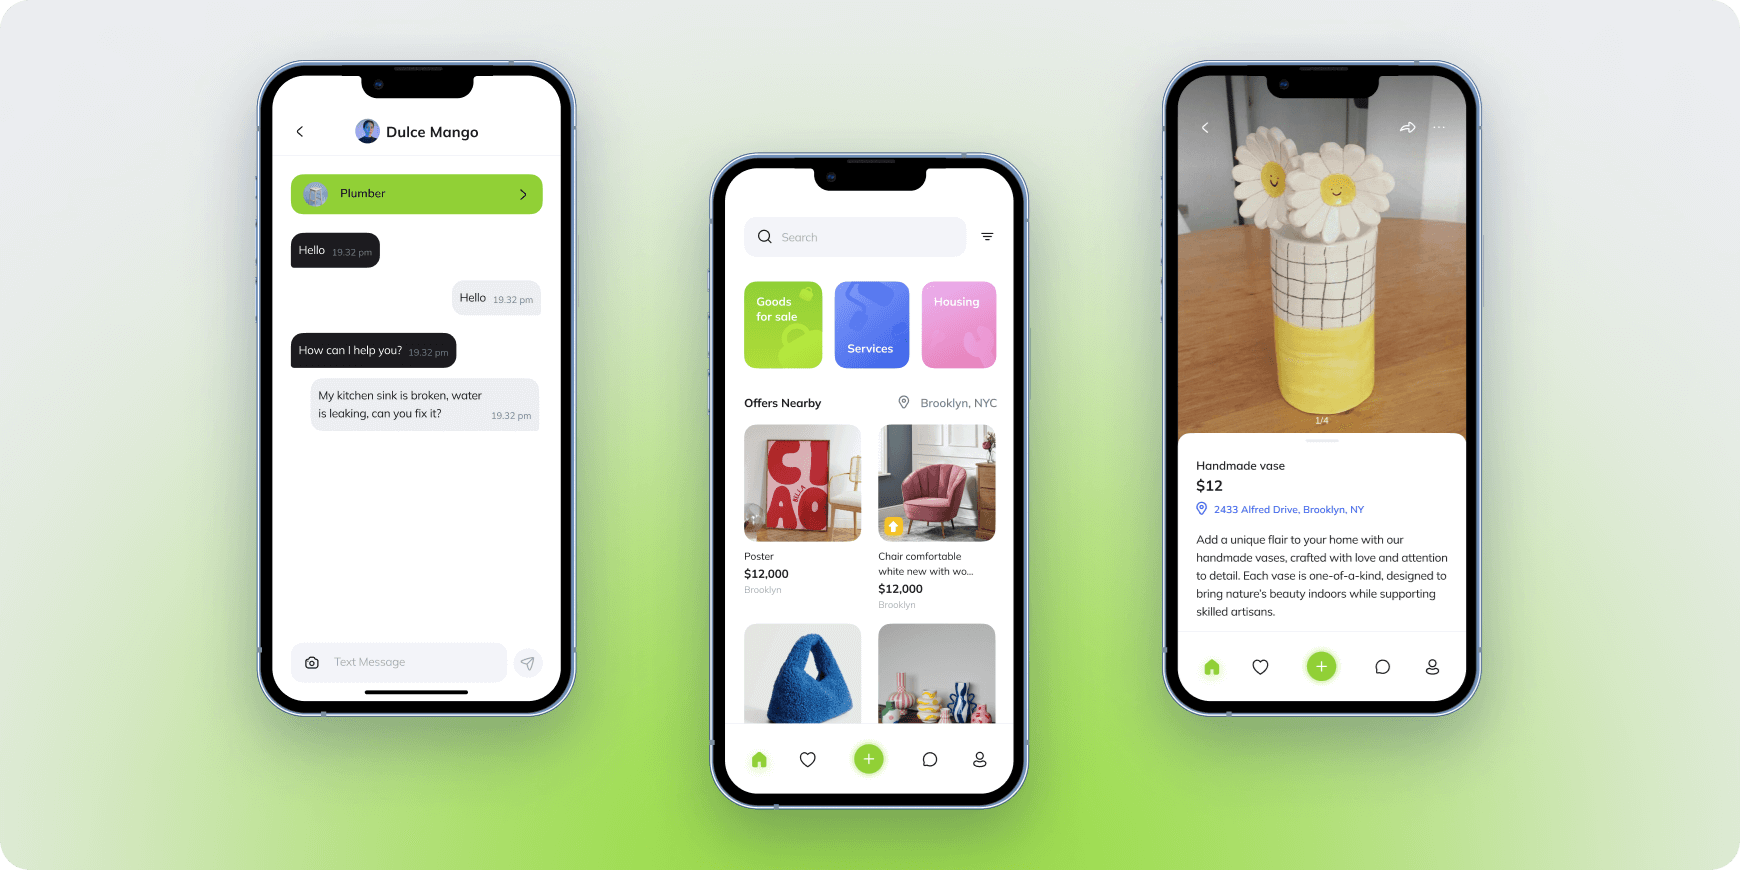 Dulce Mango
Plumber
Hello 19.32 pm
Hello 19.32 pm
How can I help you? 19.32 pm
My kitchen sink is broken, water
is leaking, can you fix it? 19.32 pm
Text Message
Search
Goods
for sale
Services
Housing
Offers Nearby
Brooklyn, NYC
CI
AO
BILLA
Poster
$12,000
Brooklyn
Chair comfortable
white new with wo...
$12,000
Brooklyn
1/4
Handmade vase
$12
2433 Alfred Drive, Brooklyn, NY
Add a unique flair to your home with our
handmade vases, crafted with love and attention
to detail. Each vase is one-of-a-kind, designed to
bring nature's beauty indoors while supporting
skilled artisans.